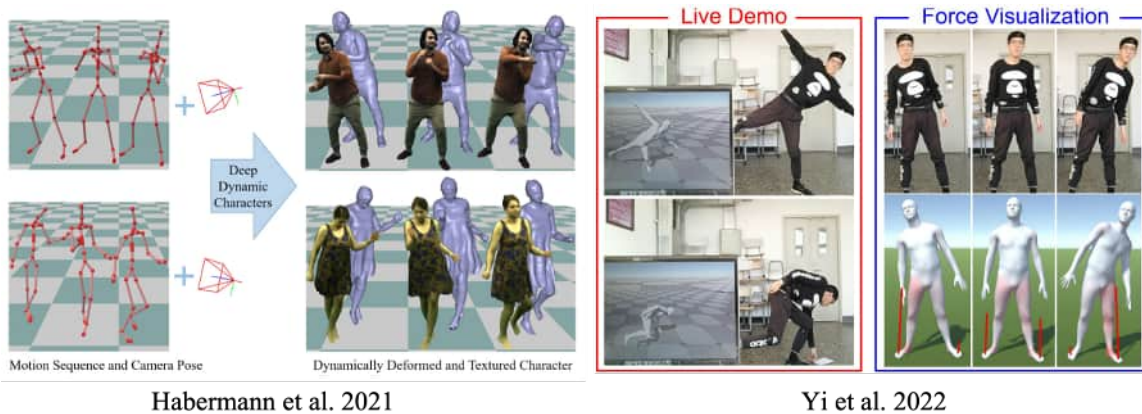 Live Demo
Force Visualization
Deep
Dynamic
Characters
Motion Sequence and Camera Pose
Dynamically Deformed and Textured Character
Habermann et al. 2021
Yi et al. 2022